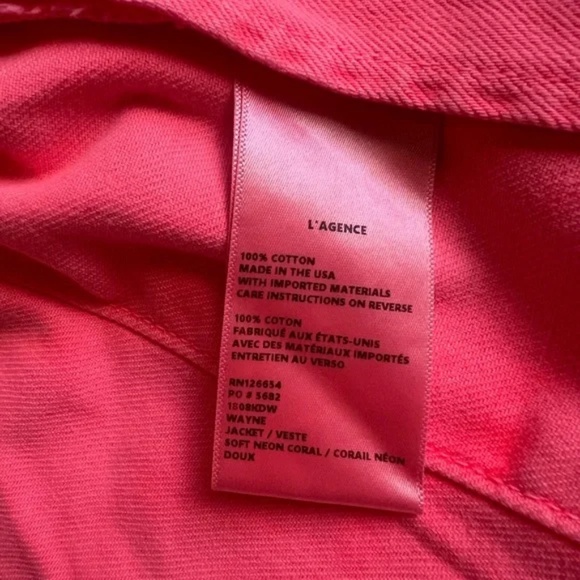 L'AGENCE
100% COTTON
MADE IN THE USA
WITH IMPORTED MATERIALS
CARE INSTRUCTIONS ON REVERSE
100% COTON
FABRIQUÉ AUX ÉTATS-UNIS
AVEC DES MATÉRIAUX IMPORTÉS
ENTRETIEN AU VERSO
RN126654
PO # 5682
1808KDW
WAYNE
JACKET / VESTE
SOFT NEON CORAL / CORAIL NÉON
DOUX